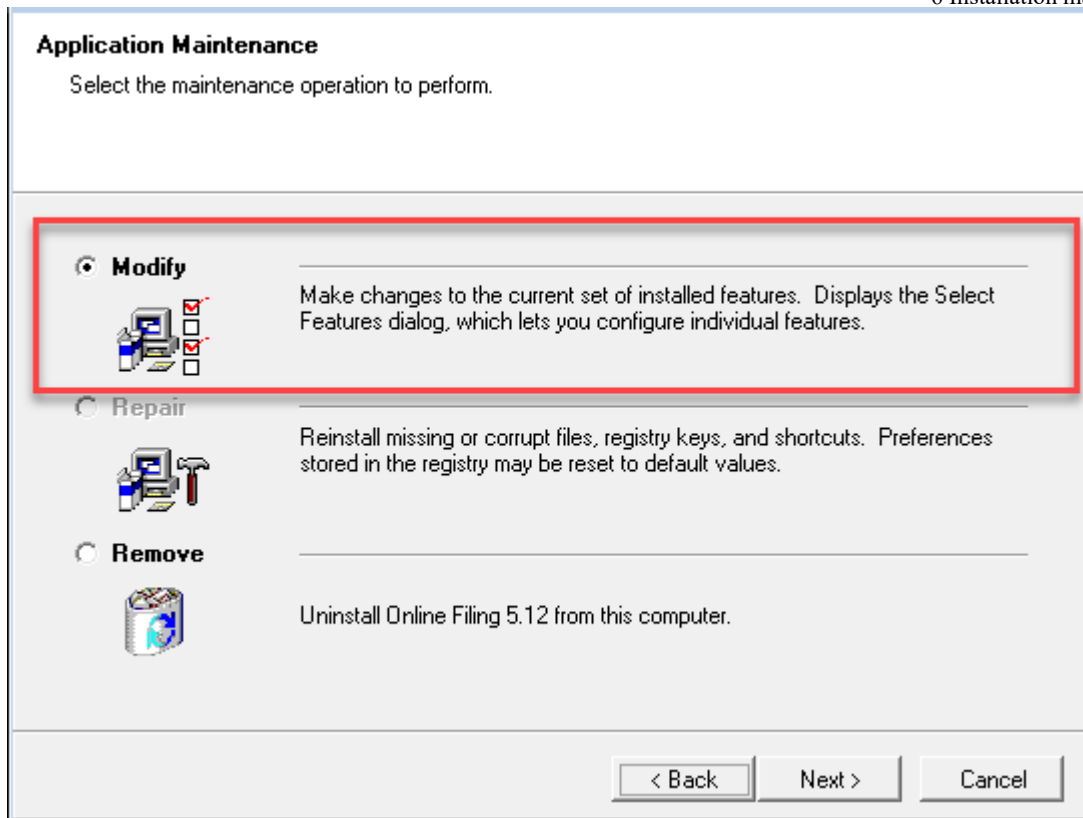 Application Maintenance
Select the maintenance operation to perform.
Modify
Make changes to the current set of installed features. Displays the Select
Features dialog, which lets you configure individual features.
Repair
Reinstall missing or corrupt files, registry keys, and shortcuts. Preferences
stored in the registry may be reset to default values.
Remove
Uninstall Online Filing 5.12 from this computer.
< Back
Next >
Cancel